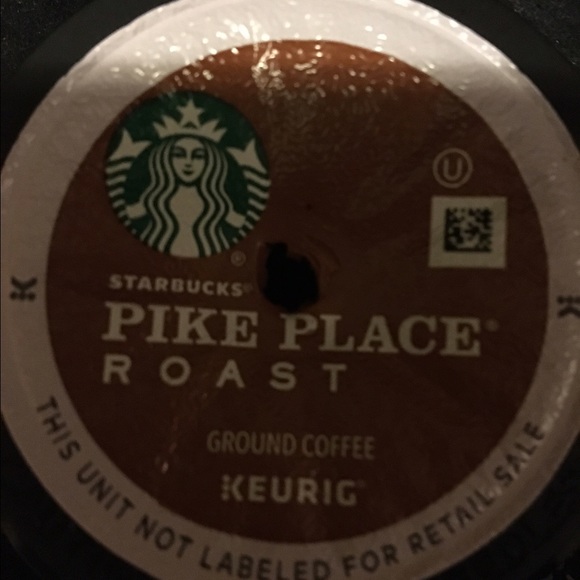 U
STARBUCKS®
PIKE PLACE®
ROAST
GROUND COFFEE
KEURIG®
THIS UNIT NOT LABELED FOR RETAIL SALE
K
K